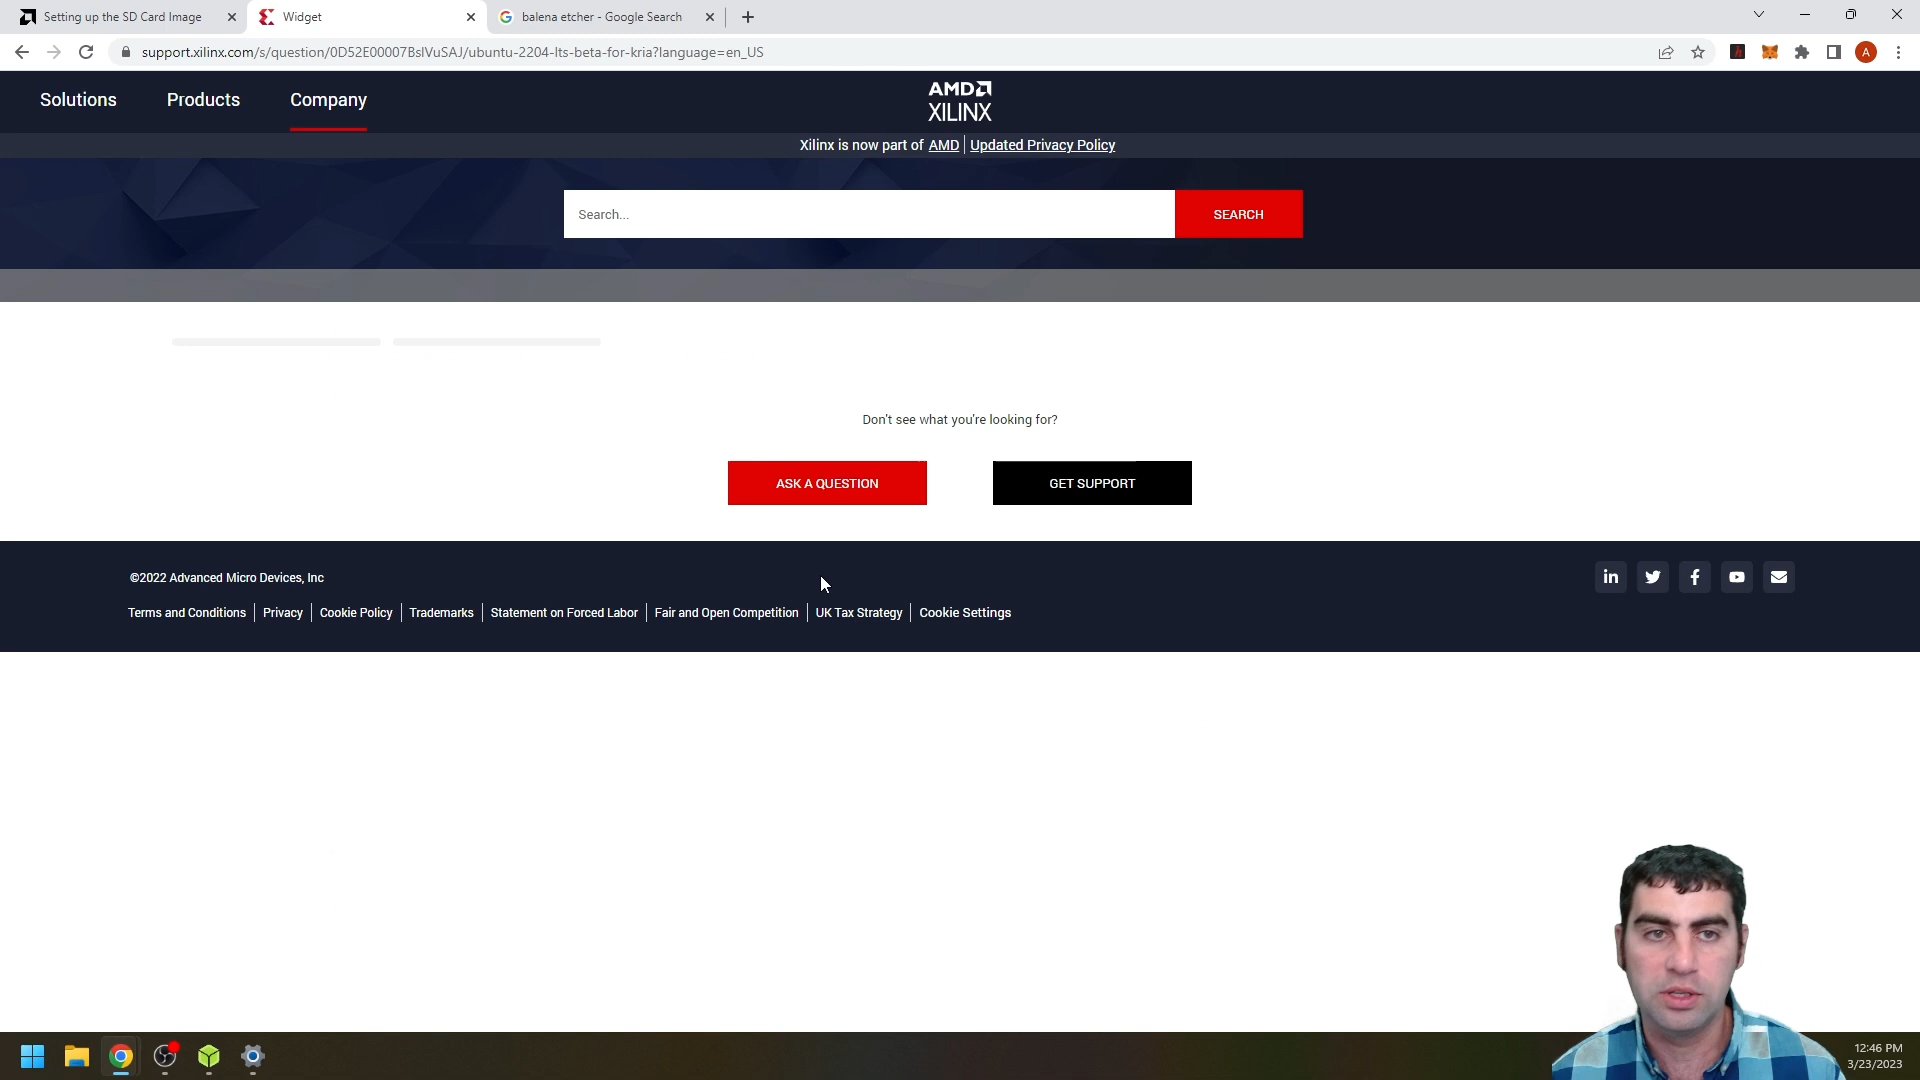 Setting up the SD Card Image
Widget
balena etcher - Google Search
support.xilinx.com/s/question/0D52E00007BsIVuSAJ/ubuntu-2204-lts-beta-for-kria?language=en_US
A
Solutions
Products
Company
AMD
XILINX
Xilinx is now part of AMD
Updated Privacy Policy
Search...
SEARCH
Don't see what you're looking for?
ASK A QUESTION
GET SUPPORT
©2022 Advanced Micro Devices, Inc
Terms and Conditions
Privacy
Cookie Policy
Trademarks
Statement on Forced Labor
Fair and Open Competition
UK Tax Strategy
Cookie Settings
12:46 PM
3/23/2023